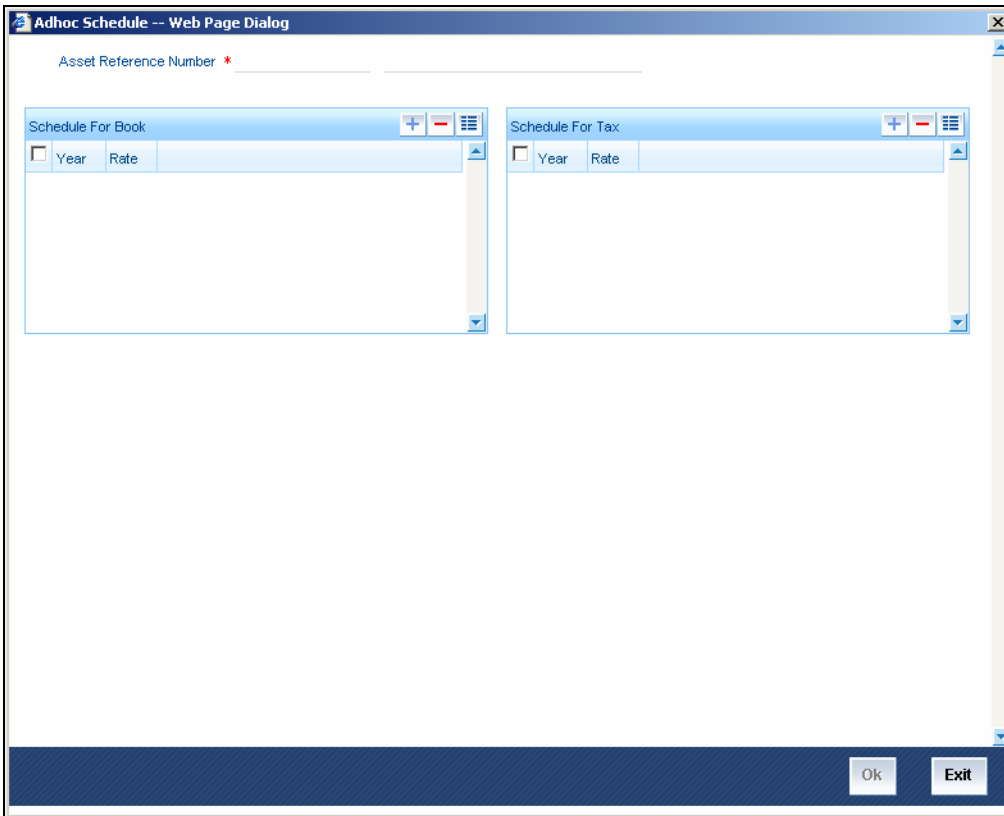 Adhoc Schedule -- Web Page Dialog
Asset Reference Number *
Schedule For Book
Year Rate
Schedule For Tax
Year Rate
Ok Exit